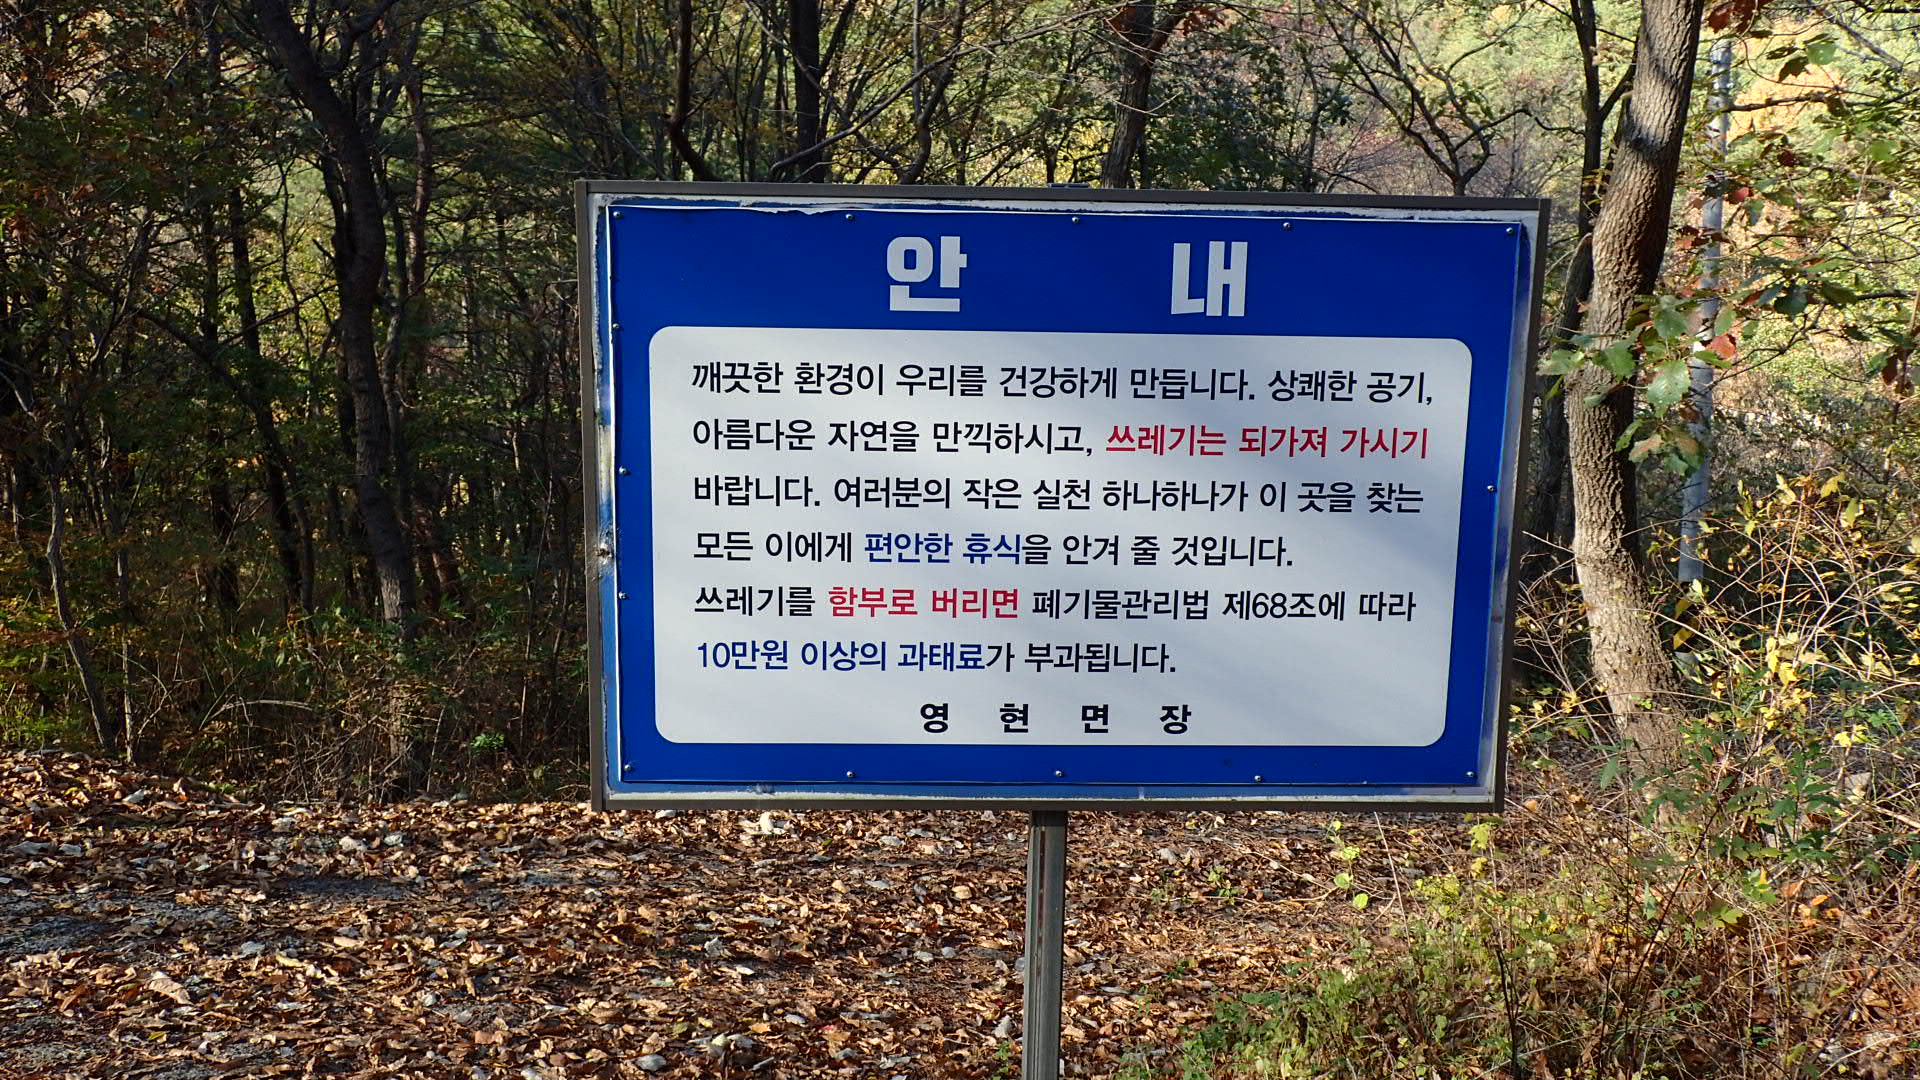 안 내
깨끗한 환경이 우리를 건강하게 만듭니다. 상쾌한 공기,
아름다운 자연을 만끽하시고, 쓰레기는 되가져 가시기
바랍니다. 여러분의 작은 실천 하나하나가 이 곳을 찾는
모든 이에게 편안한 휴식을 안겨 줄 것입니다.
쓰레기를 함부로 버리면 폐기물관리법 제68조에 따라
10만원 이상의 과태료가 부과됩니다.
영 현 면 장